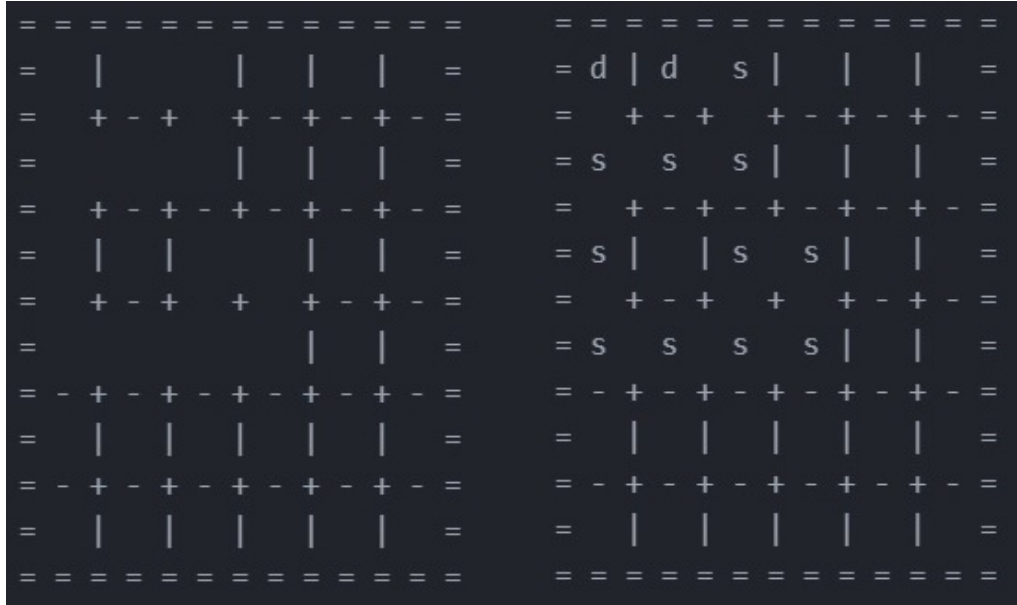 = = = = = = = = = = = = =     = = = = = = = = = = = = =
=   |       |   |   |   =     = d | d   s |   |   |   =
=   + - +   + - + - + - =     =   + - +   + - + - + - =
=           |   |   |   =     = s   s   s |   |   |   =
=   + - + - + - + - + - =     =   + - + - + - + - + - =
=   |   |       |   |   =     = s |   | s   s |   |   =
=   + - +   +   + - + - =     =   + - +   +   + - + - =
=               |   |   =     = s   s   s   s |   |   =
= - + - + - + - + - + - =     = - + - + - + - + - + - =
=   |   |   |   |   |   =     =   |   |   |   |   |   =
= - + - + - + - + - + - =     = - + - + - + - + - + - =
=   |   |   |   |   |   =     =   |   |   |   |   |   =
= = = = = = = = = = = = =     = = = = = = = = = = = = =